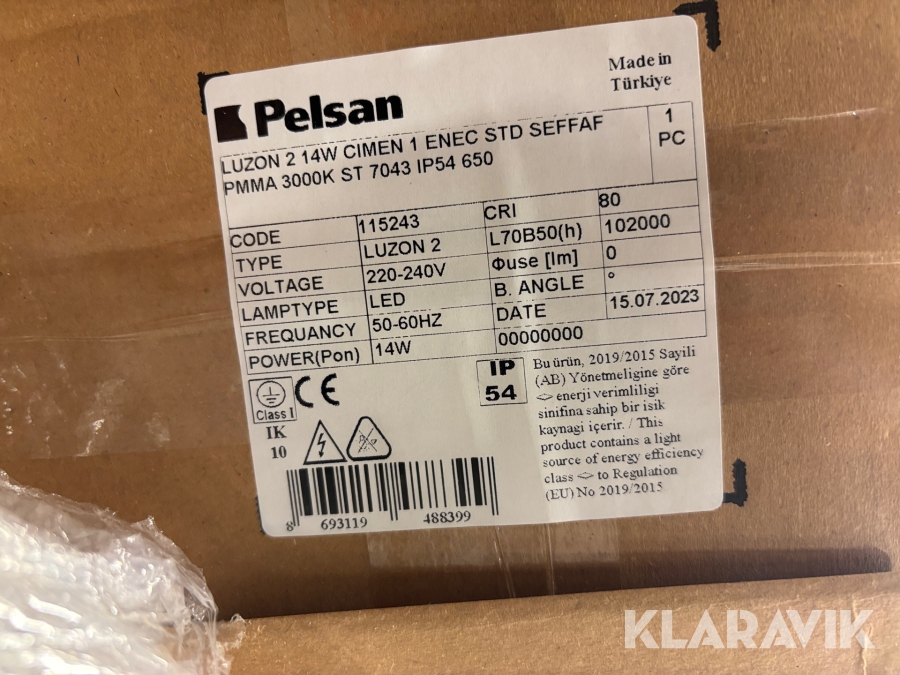 Made in
Türkiye
Pelsan
LUZON 2 14W CIMEN 1 ENEC STD SEFFAF
PMMA 3000K ST 7043 IP54 650
1
PC
CODE 115243 CRI 80
TYPE LUZON 2 L70B50(h) 102000
VOLTAGE 220-240V Φuse [lm] 0
LAMPTYPE LED B. ANGLE °
FREQUANCY 50-60HZ DATE 15.07.2023
POWER(Pon) 14W 00000000
Class I
CE
IK
10
IP
54
Bu ürün, 2019/2015 Sayili
(AB) Yönetmeligine göre
<> enerji verimliligi
sinifina sahip bir isik
kaynagi içerir. / This
product contains a light
source of energy efficiency
class <> to Regulation
(EU) No 2019/2015
8 693119 488399
KLARAVIK